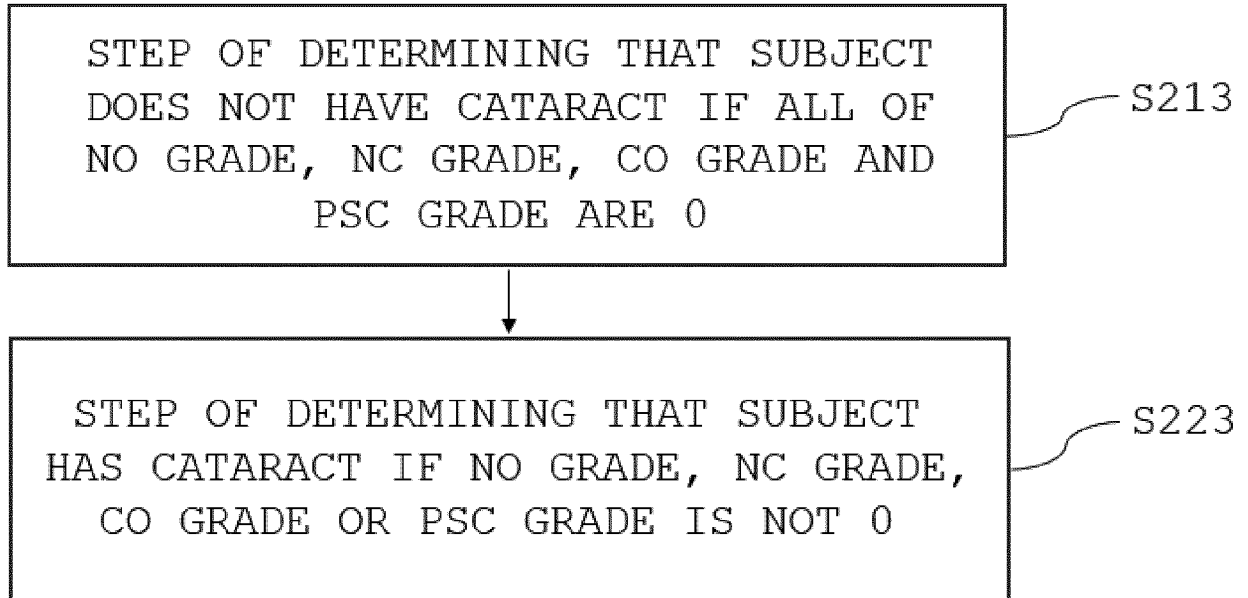 STEP OF DETERMINING THAT SUBJECT
DOES NOT HAVE CATARACT IF ALL OF
NO GRADE, NC GRADE, CO GRADE AND
PSC GRADE ARE 0
S213
STEP OF DETERMINING THAT SUBJECT
HAS CATARACT IF NO GRADE, NC GRADE,
CO GRADE OR PSC GRADE IS NOT 0
S223